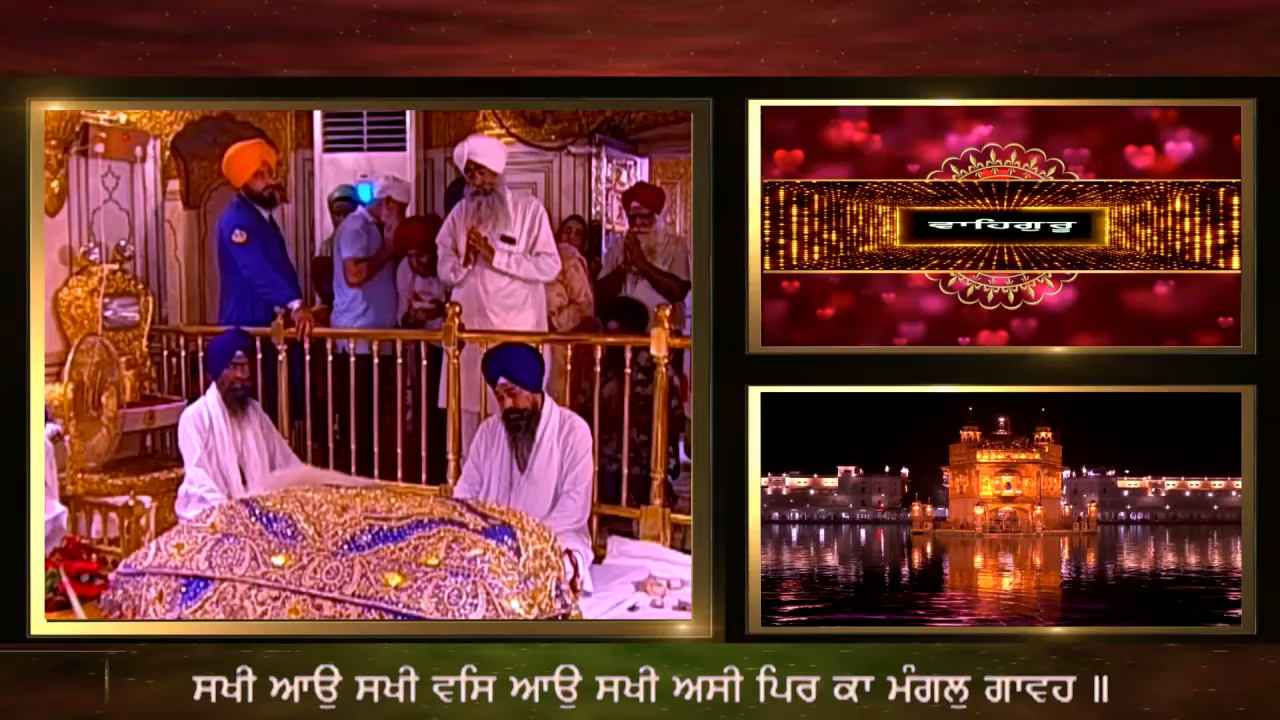 ਵਾਹਿਗੁਰੂ
ਸਖੀ ਆਉ ਸਖੀ ਵਸਿ ਆਉ ਸਖੀ ਅਸੀ ਪਿਰ ਕਾ ਮੰਗਲੁ ਗਾਵਹ ॥